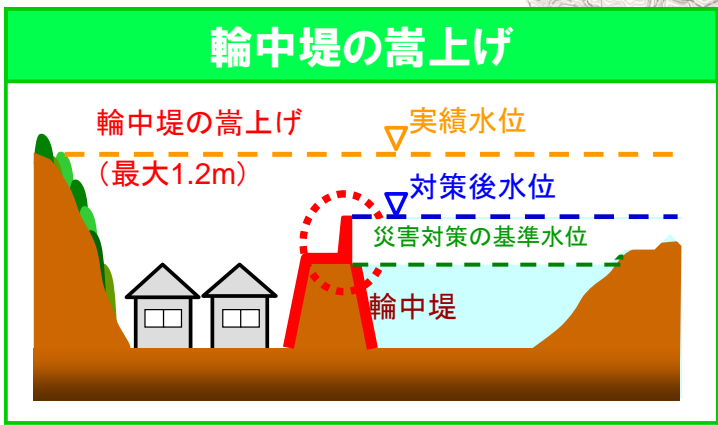 輪中堤の嵩上げ
輪中堤の嵩上げ
(最大1.2m)
実績水位
対策後水位
災害対策の基準水位
輪中堤